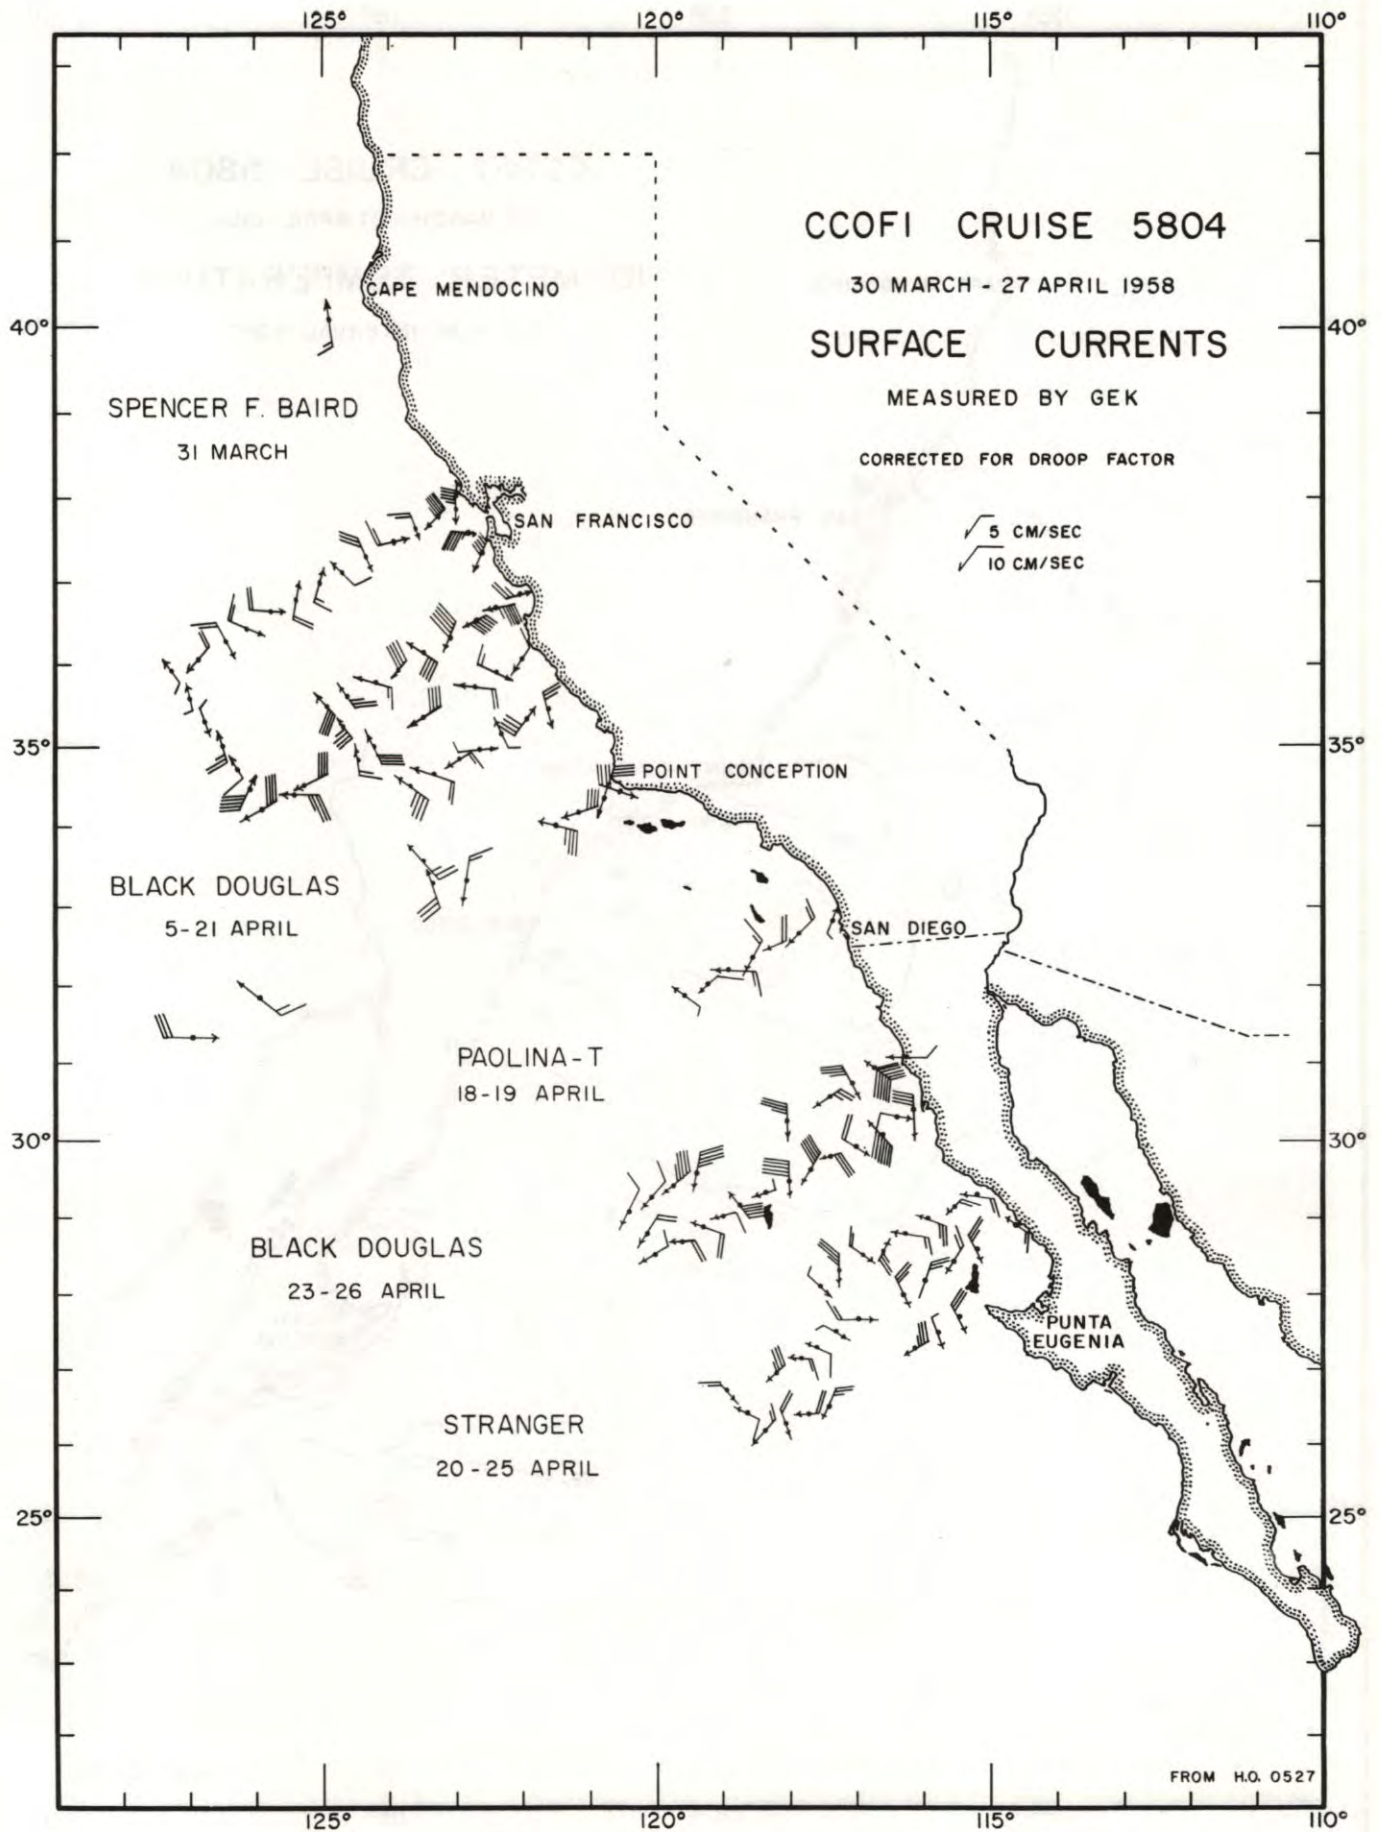 125° 120° 115° 110°
CCOFI CRUISE 5804
30 MARCH - 27 APRIL 1958
CAPE MENDOCINO
40° 40°
SURFACE CURRENTS
MEASURED BY GEK
SPENCER F. BAIRD
31 MARCH
CORRECTED FOR DROOP FACTOR
SAN FRANCISCO
5 CM/SEC
10 CM/SEC
35° 35°
POINT CONCEPTION
BLACK DOUGLAS
5-21 APRIL
SAN DIEGO
PAOLINA-T
18-19 APRIL
30° 30°
BLACK DOUGLAS
23-26 APRIL
PUNTA
EUGENIA
STRANGER
20-25 APRIL
25° 25°
FROM H.O. 0527
125° 120° 115° 110°